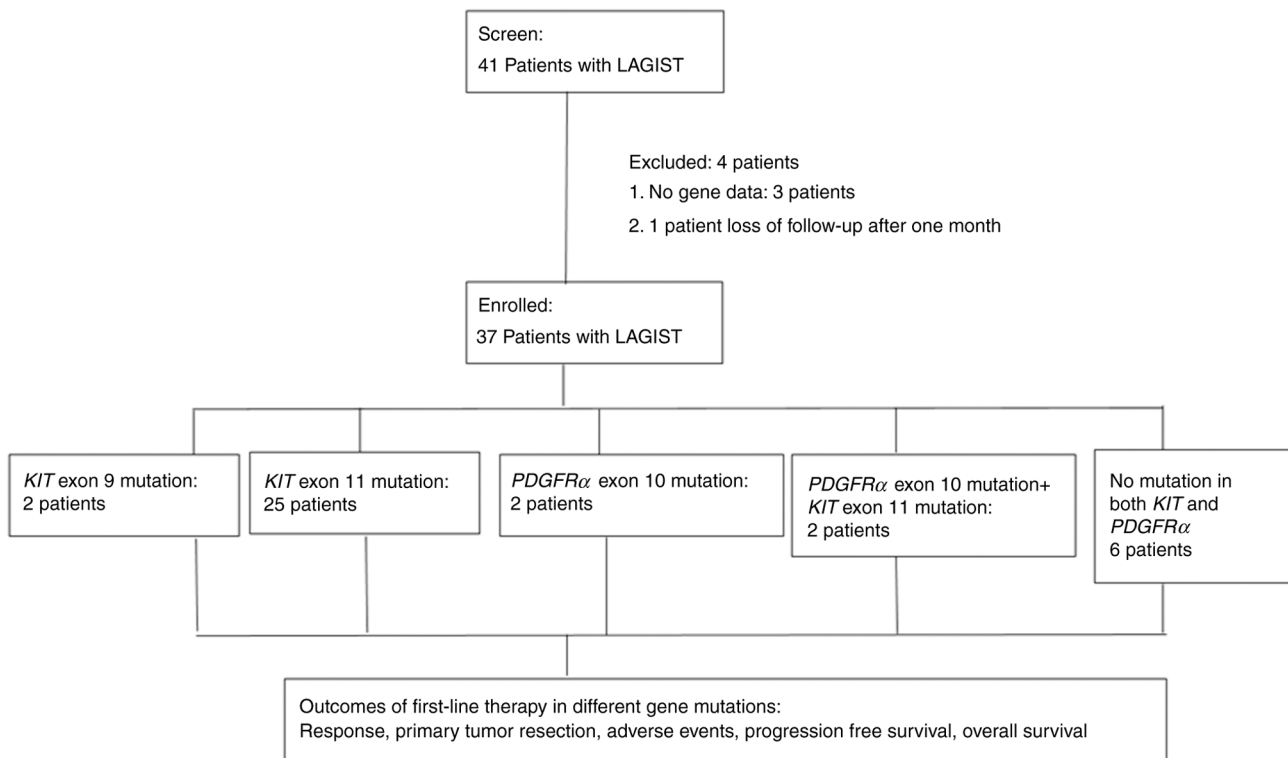 Screen:
41 Patients with LAGIST
Excluded: 4 patients
1. No gene data: 3 patients
2. 1 patient loss of follow-up after one month
Enrolled:
37 Patients with LAGIST
KIT exon 9 mutation:
2 patients
KIT exon 11 mutation:
25 patients
PDGFRα exon 10 mutation:
2 patients
PDGFRα exon 10 mutation+
KIT exon 11 mutation:
2 patients
No mutation in
both KIT and
PDGFRα
6 patients
Outcomes of first-line therapy in different gene mutations:
Response, primary tumor resection, adverse events, progression free survival, overall survival